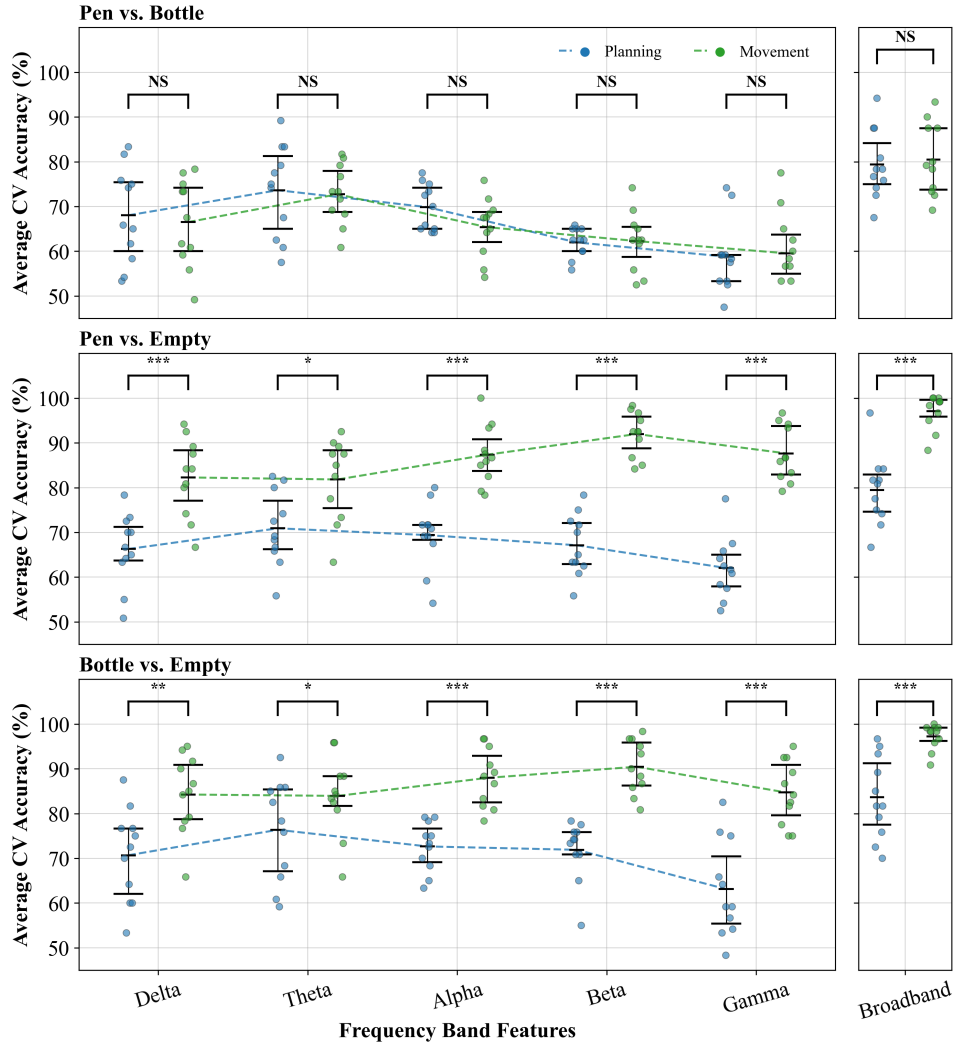 Pen vs. Bottle
Average CV Accuracy (%)
100
90
80
70
60
50
NS
NS
NS
NS
NS
NS
Planning
Movement
Pen vs. Empty
Average CV Accuracy (%)
100
90
80
70
60
50
***
*
***
***
***
***
Bottle vs. Empty
Average CV Accuracy (%)
100
90
80
70
60
50
**
*
***
***
***
***
Delta
Theta
Alpha
Beta
Gamma
Broadband
Frequency Band Features